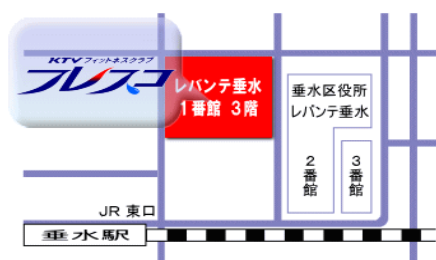 KTV フィットネスクラブ
フレスコ
レバンテ垂水
1番館 3階
垂水区役所
レバンテ垂水
2番館
3番館
JR 東口
垂水駅